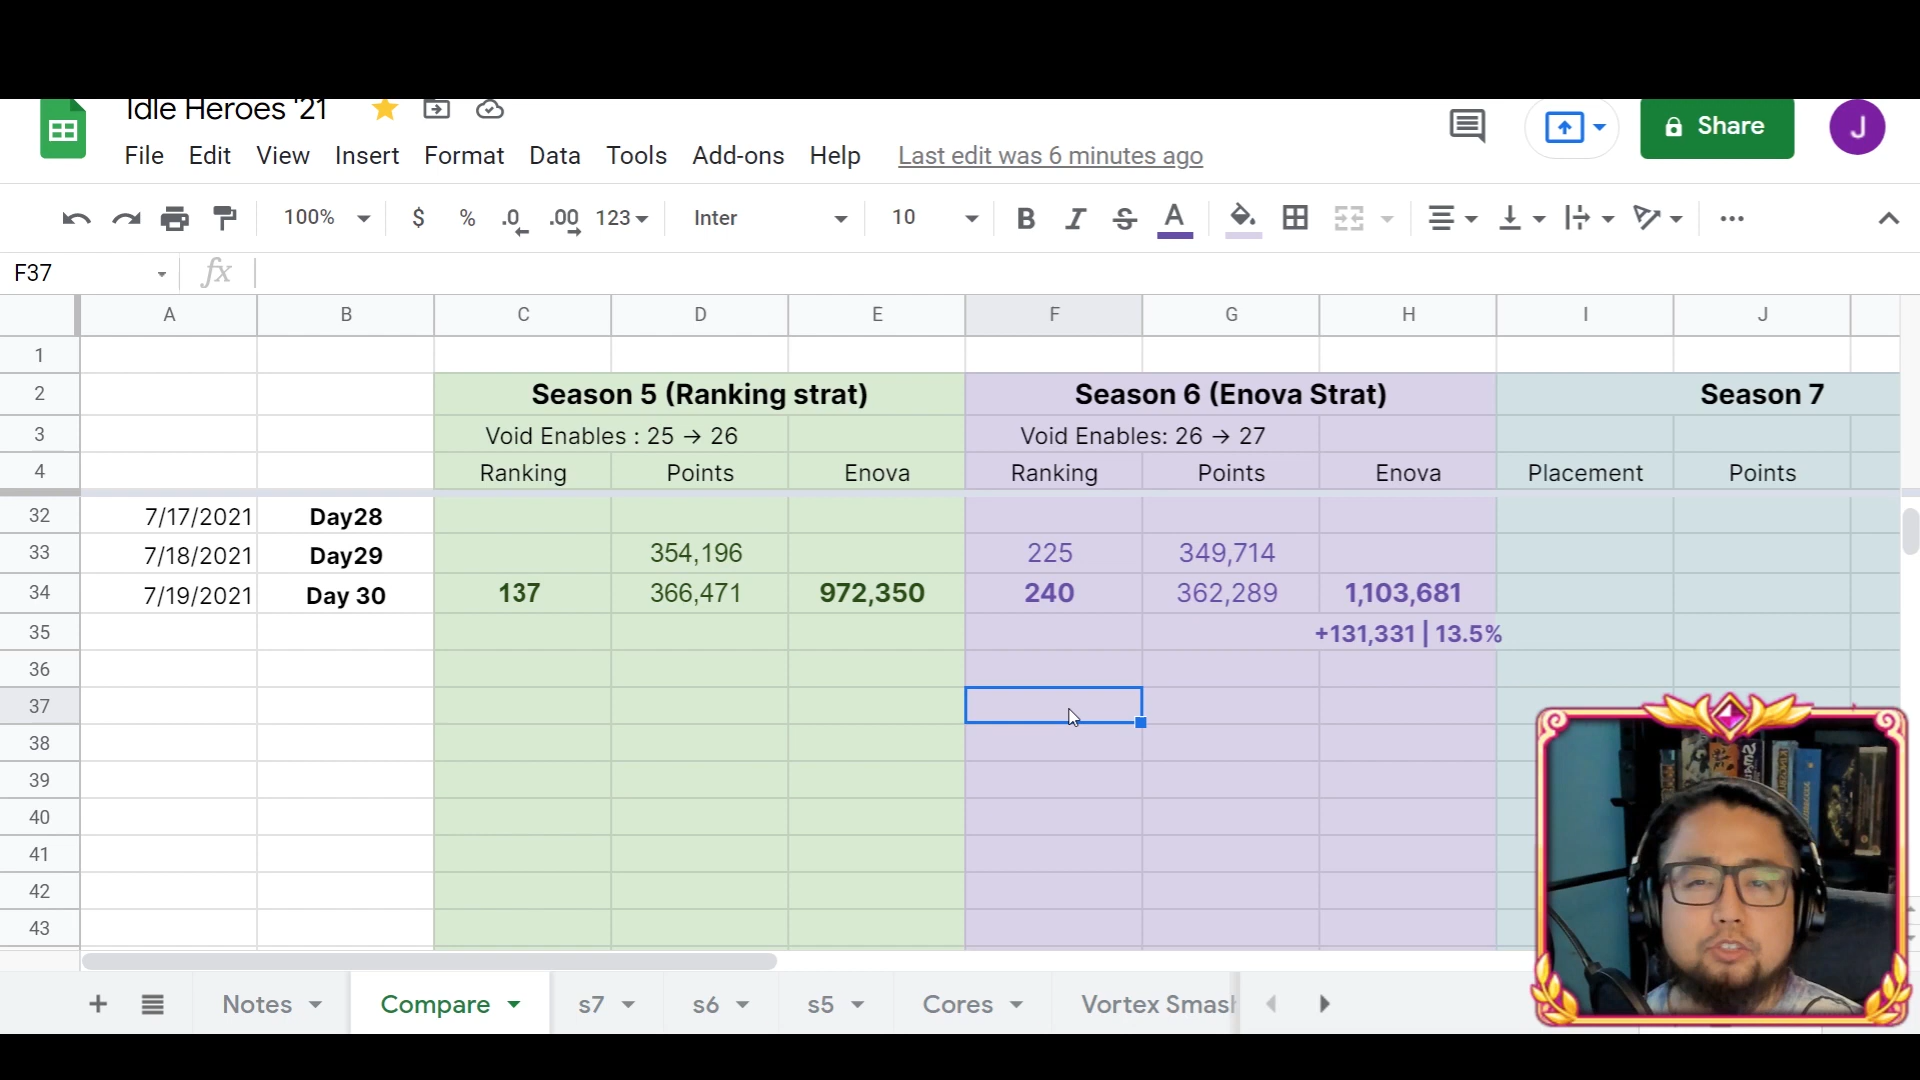 Idle Heroes '21
File Edit View Insert Format Data Tools Add-ons Help Last edit was 6 minutes ago
Share
J
100% $ % .0 .00 123 Inter 10 B I S A ...
F37 fx
A B C D E F G H I J
1
2 Season 5 (Ranking strat) Season 6 (Enova Strat) Season 7
3 Void Enables : 25 → 26 Void Enables: 26 → 27
4 Ranking Points Enova Ranking Points Enova Placement Points
32 7/17/2021 Day28
33 7/18/2021 Day29 354,196 225 349,714
34 7/19/2021 Day 30 137 366,471 972,350 240 362,289 1,103,681
35 +131,331 | 13.5%
36
37
38
39
40
41
42
43
+ Notes Compare s7 s6 s5 Cores Vortex Smash